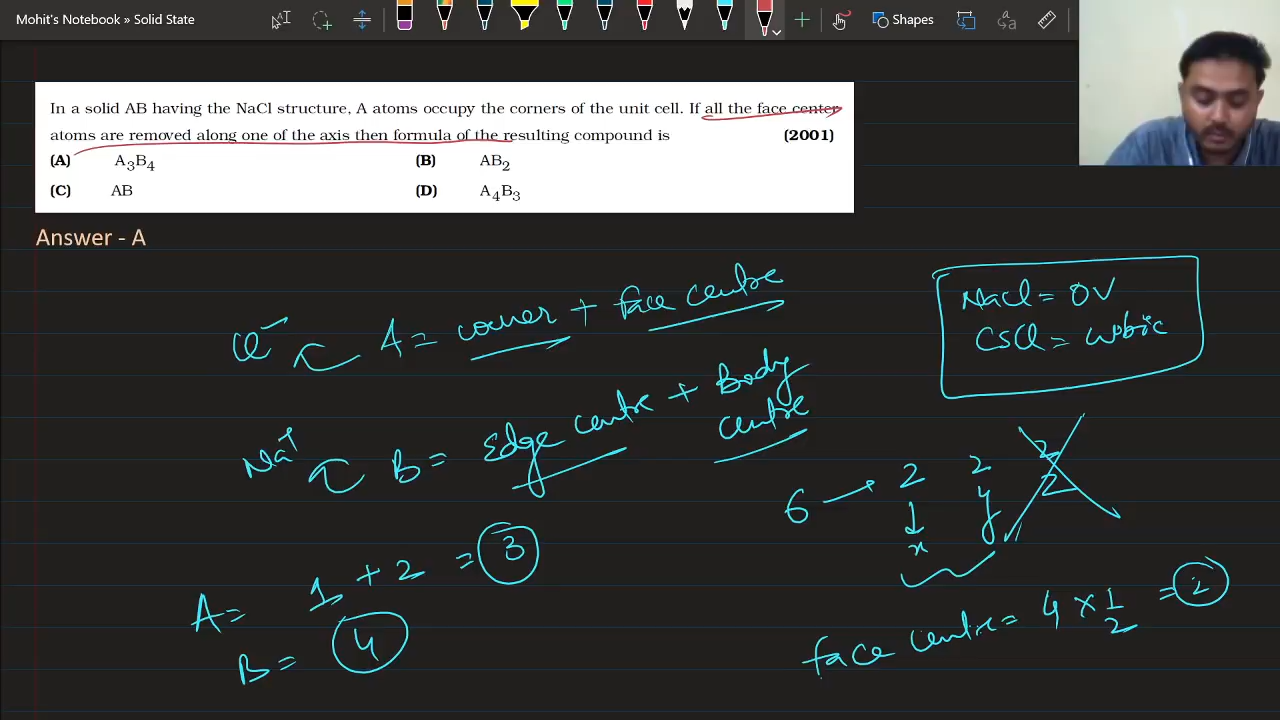 Mohit's Notebook » Solid State
Shapes
In a solid AB having the NaCl structure, A atoms occupy the corners of the unit cell. If all the face center
atoms are removed along one of the axis then formula of the resulting compound is
(2001)
(A) A3B4
(B) AB2
(C) AB
(D) A4B3
Answer - A
Cl⁻ A = corner + face centre
NaCl = OV
CsCl = cubic
Na⁺ B = Edge centre + Body
centre
6 → 2 2 2
x y z
A = 1 + 2 = 3
B = 4
face centre = 4 × 1/2 = 2